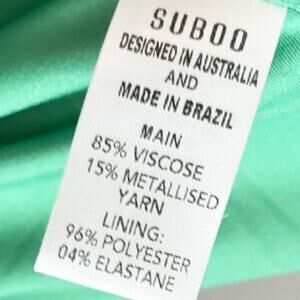 SUBOO
DESIGNED IN AUSTRALIA
AND
MADE IN BRAZIL
MAIN
85% VISCOSE
15% METALLISED
YARN
LINING:
96% POLYESTER
04% ELASTANE